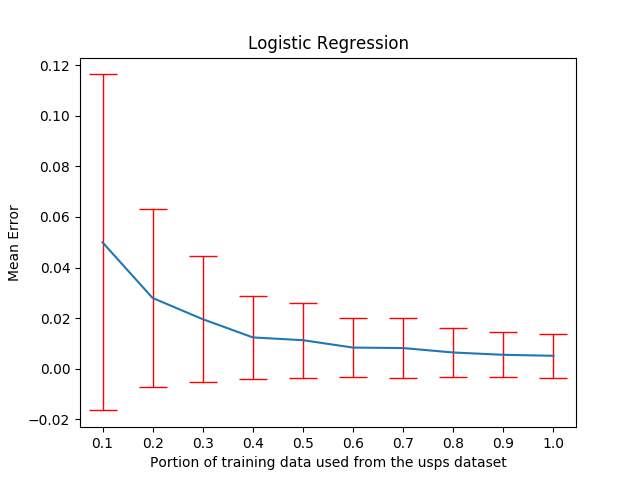 Logistic Regression
0.12
0.10
0.08
0.06
0.04
0.02
0.00
−0.02
Mean Error
0.1 0.2 0.3 0.4 0.5 0.6 0.7 0.8 0.9 1.0
Portion of training data used from the usps dataset